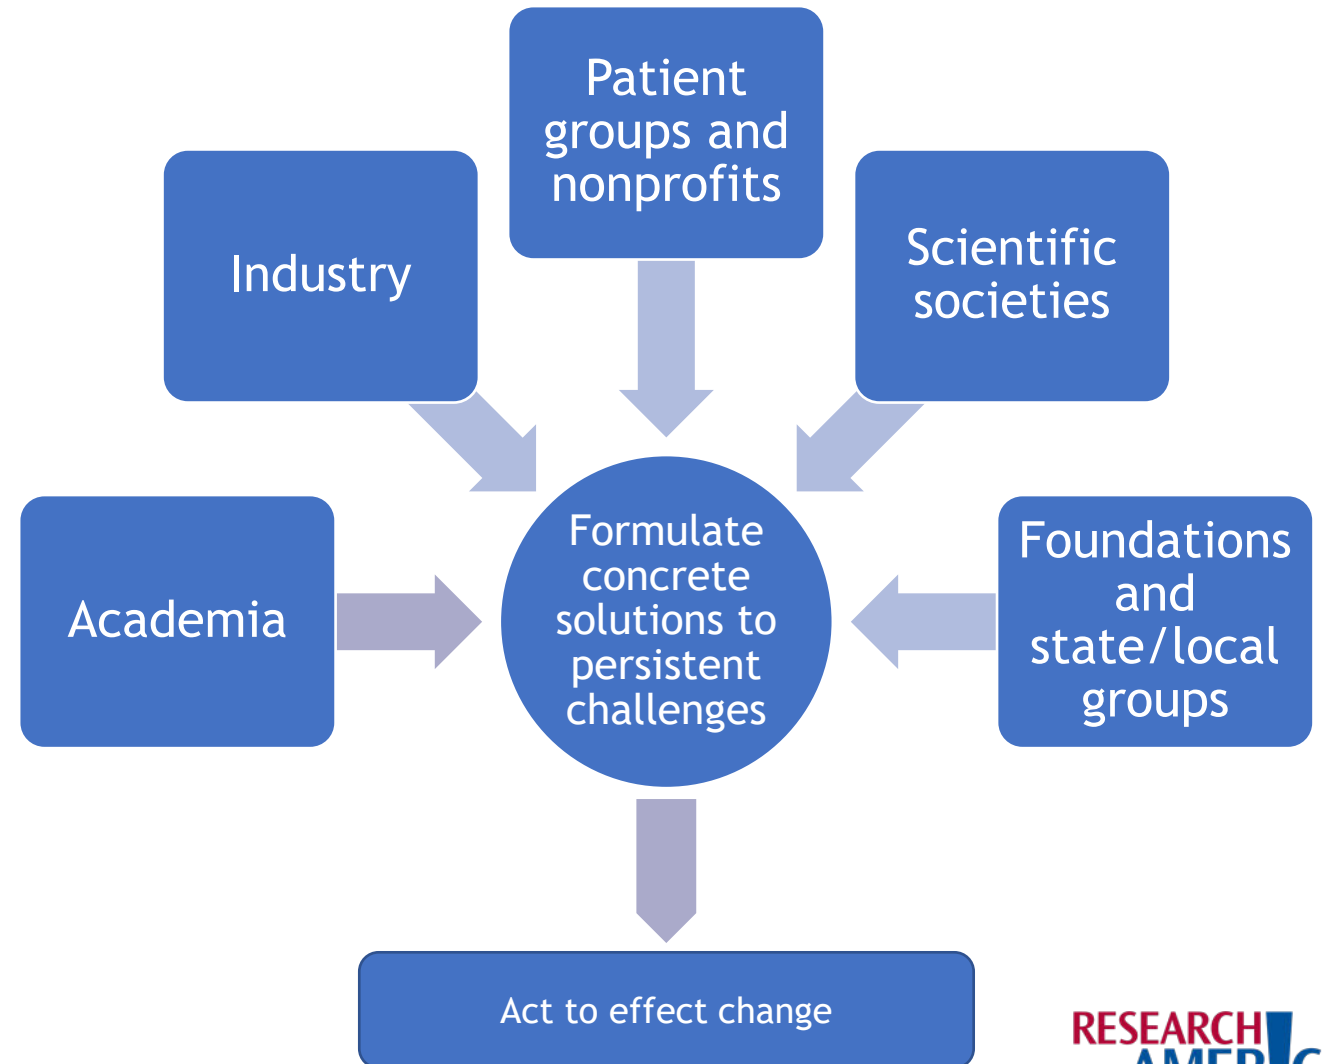 Patient
groups and
nonprofits
Industry
Scientific
societies
Academia
Formulate
concrete
solutions to
persistent
challenges
Foundations
and
state/local
groups
Act to effect change
RESEARCH